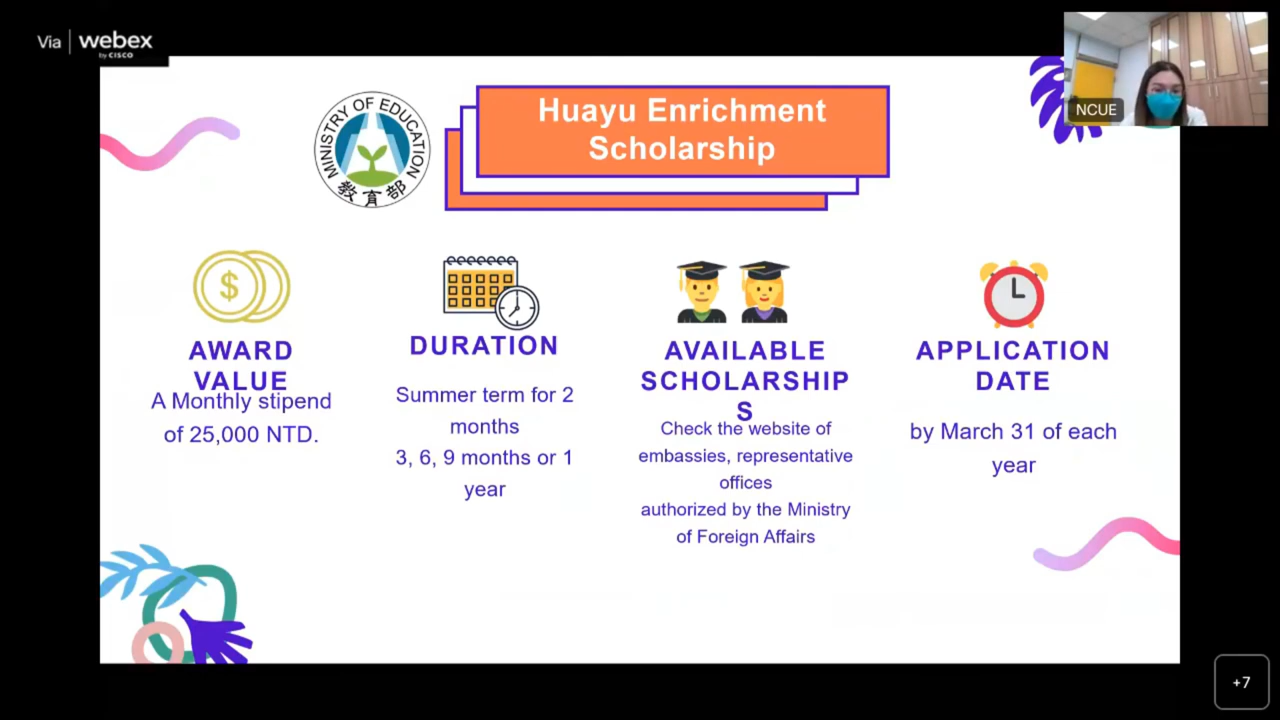 Via webex
by CISCO
NCUE
MINISTRY OF EDUCATION
教育部
Huayu Enrichment
Scholarship
AWARD
VALUE
A Monthly stipend
of 25,000 NTD.
DURATION
Summer term for 2
months
3, 6, 9 months or 1
year
AVAILABLE
SCHOLARSHIP
S
Check the website of
embassies, representative
offices
authorized by the Ministry
of Foreign Affairs
APPLICATION
DATE
by March 31 of each
year
+7